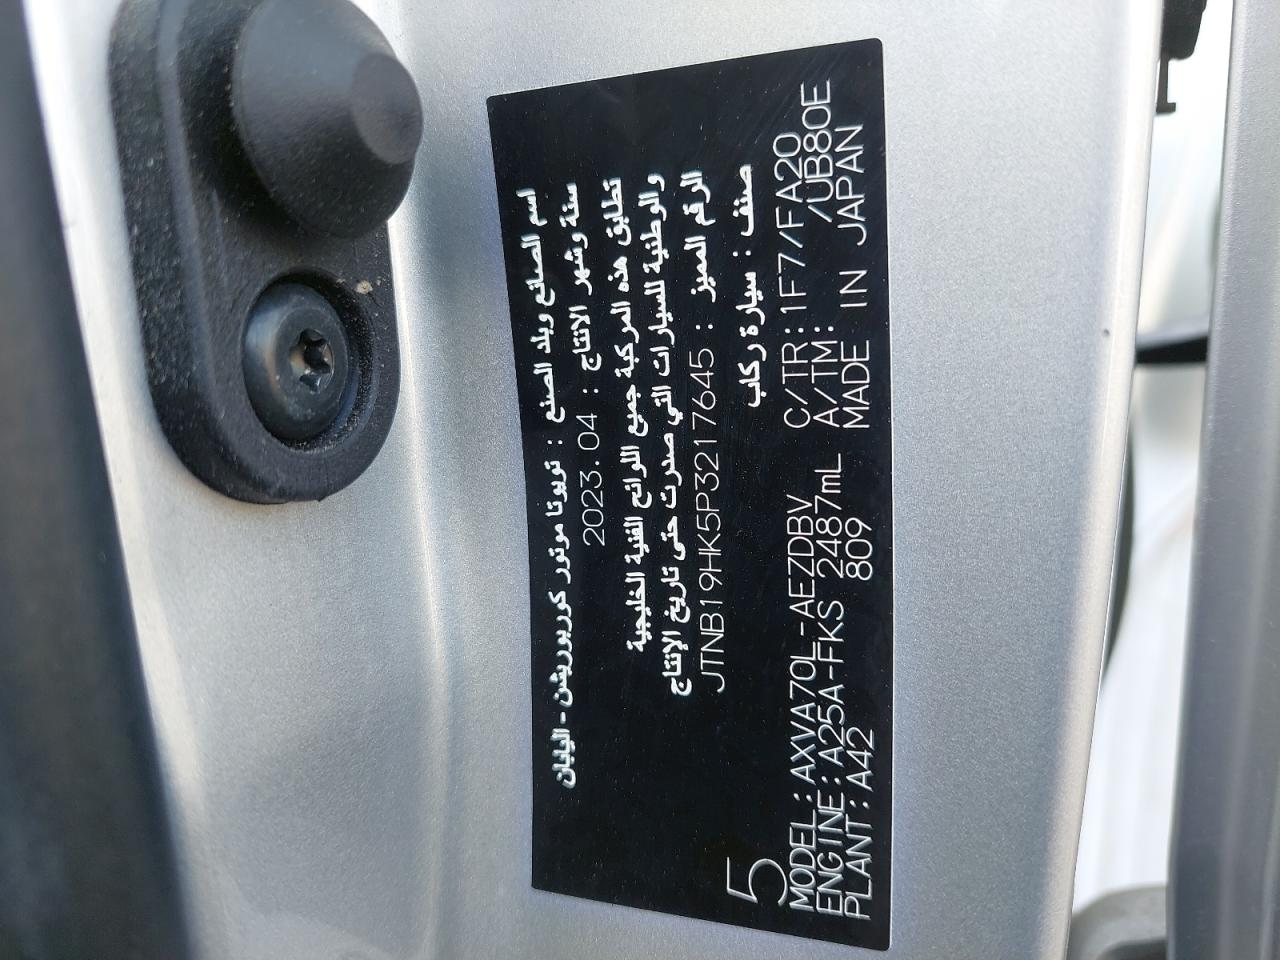 اسم الصانع وبلد الصنع : تويوتا موتور كوربوريشن - اليابان
سنة وشهر الانتاج : 2023.04
تطابق هذه المركبة جميع اللوائح الفنية الخليجية
والوطنية للسيارات التي صدرت حتى تاريخ الإنتاج
الرقم المميز : JTNB19HK5P3217645
صنف : سيارة ركاب
5
MODEL:AXVA70L-AEZDBV C/TR:1F7/FA20
ENGINE:A25A-FKS 2487mL A/TM: /UB80E
PLANT:A42 809 MADE IN JAPAN